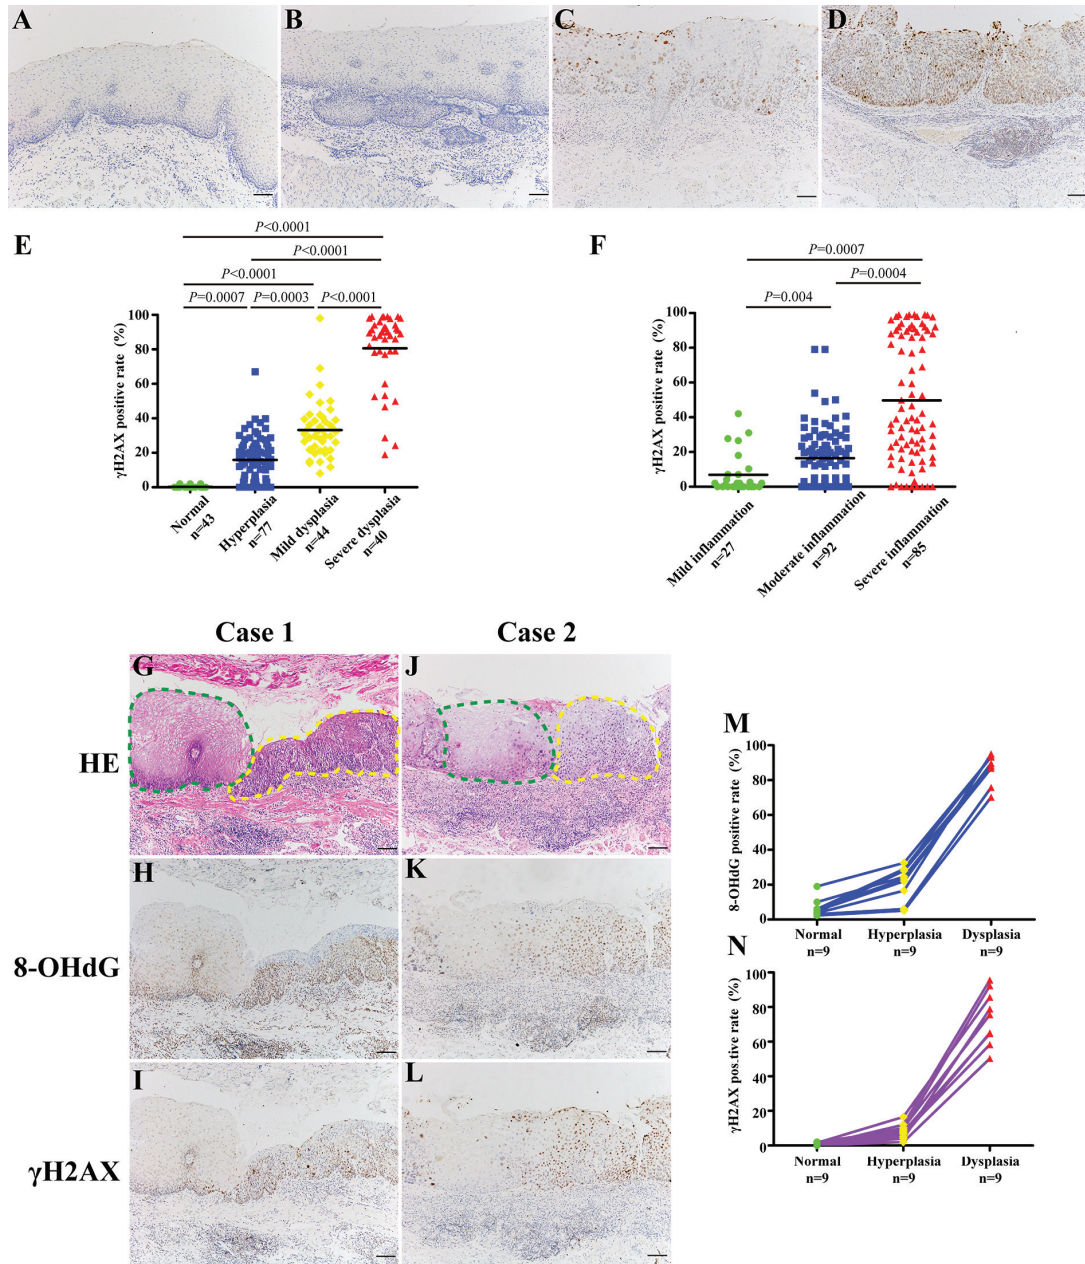 A B C D
E
P<0.0001
P<0.0001
P<0.0001
P=0.0007 P=0.0003 P<0.0001
γH2AX positive rate (%)
100
80
60
40
20
0
Normal
n=43
Hyperplasia
n=77
Mild dysplasia
n=44
Severe dysplasia
n=40
F
P=0.0007
P=0.0004
P=0.004
γH2AX positive rate (%)
100
80
60
40
20
0
Mild inflammation
n=27
Moderate inflammation
n=92
Severe inflammation
n=85
Case 1 Case 2
G J
HE
H K
8-OHdG
I L
γH2AX
M
8-OHdG positive rate (%)
100
80
60
40
20
0
Normal Hyperplasia Dysplasia
n=9 n=9 n=9
N
γH2AX pos.tive rate (%)
100
80
60
40
20
0
Normal Hyperplasia Dysplasia
n=9 n=9 n=9